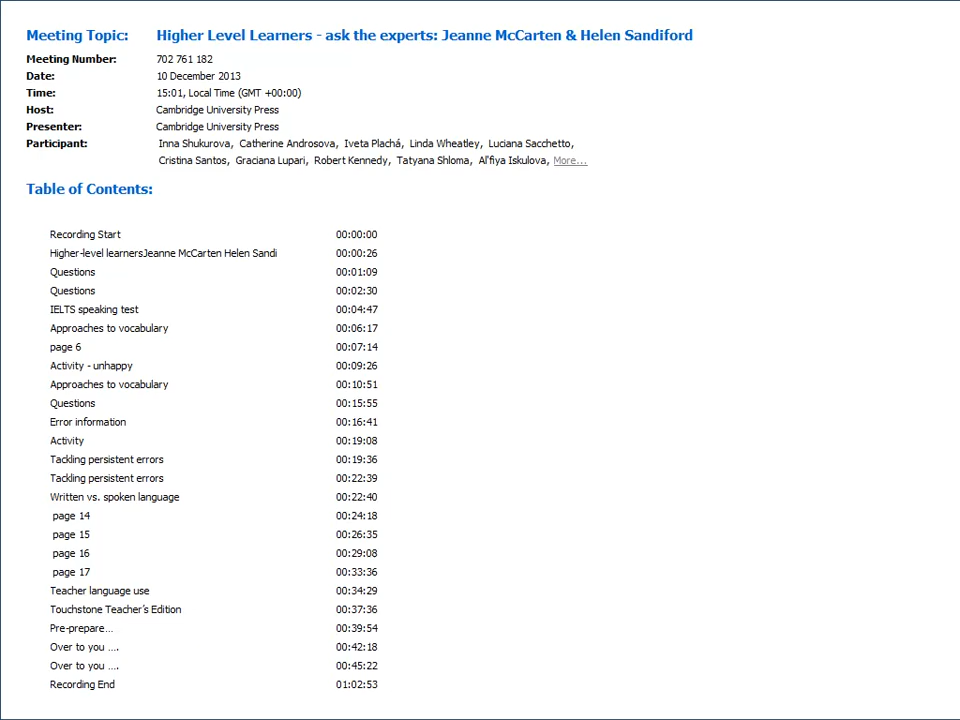 Meeting Topic: Higher Level Learners - ask the experts: Jeanne McCarten & Helen Sandiford
Meeting Number: 702 761 182
Date: 10 December 2013
Time: 15:01, Local Time (GMT +00:00)
Host: Cambridge University Press
Presenter: Cambridge University Press
Participant: Inna Shukurova, Catherine Androsova, Iveta Plachá, Linda Wheatley, Luciana Sacchetto,
Cristina Santos, Graciana Lupari, Robert Kennedy, Tatyana Shloma, Al'fiya Iskulova, More...
Table of Contents:
Recording Start 00:00:00
Higher-level learnersJeanne McCarten Helen Sandi 00:00:26
Questions 00:01:09
Questions 00:02:30
IELTS speaking test 00:04:47
Approaches to vocabulary 00:06:17
page 6 00:07:14
Activity - unhappy 00:09:26
Approaches to vocabulary 00:10:51
Questions 00:15:55
Error information 00:16:41
Activity 00:19:08
Tackling persistent errors 00:19:36
Tackling persistent errors 00:22:39
Written vs. spoken language 00:22:40
page 14 00:24:18
page 15 00:26:35
page 16 00:29:08
page 17 00:33:36
Teacher language use 00:34:29
Touchstone Teacher's Edition 00:37:36
Pre-prepare... 00:39:54
Over to you .... 00:42:18
Over to you .... 00:45:22
Recording End 01:02:53